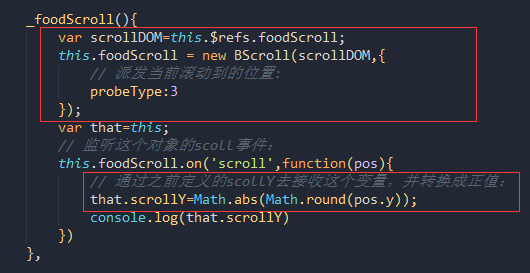 _foodScroll(){
var scrollDOM=this.$refs.foodScroll;
this.foodScroll = new BScroll(scrollDOM,{
// 派发当前滚动到的位置:
probeType:3
});
var that=this;
// 监听这个对象的scoll事件:
this.foodScroll.on('scroll',function(pos){
// 通过之前定义的scollY去接收这个变量，并转换成正值:
that.scrollY=Math.abs(Math.round(pos.y));
console.log(that.scrollY)
})
},